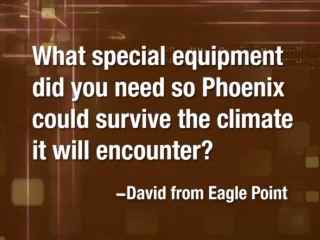 What special equipment
did you need so Phoenix
could survive the climate
it will encounter?
–David from Eagle Point